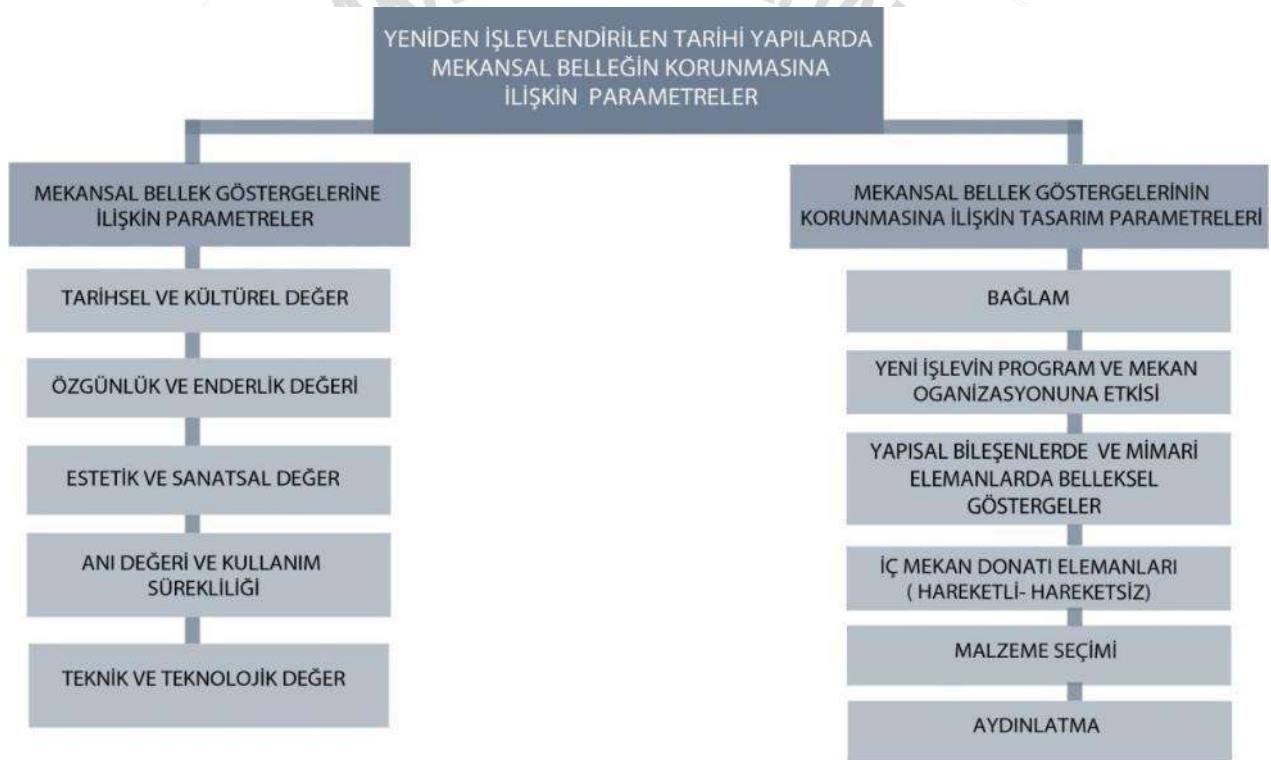 YENİDEN İŞLEVLENDİRİLEN TARİHİ YAPILARDA
MEKANSAL BELLEĞİN KORUNMASINA
İLİŞKİN PARAMETRELER
MEKANSAL BELLEK GÖSTERGELERİNE
İLİŞKİN PARAMETRELER
TARİHSEL VE KÜLTÜREL DEĞER
ÖZGÜNLÜK VE ENDERLİK DEĞERİ
ESTETİK VE SANATSAL DEĞER
ANI DEĞERİ VE KULLANIM
SÜREKLİLİĞİ
TEKNİK VE TEKNOLOJİK DEĞER
MEKANSAL BELLEK GÖSTERGELERİNİN
KORUNMASINA İLİŞKİN TASARIM PARAMETRELERİ
BAĞLAM
YENİ İŞLEVİN PROGRAM VE MEKAN
OGANİZASYONUNA ETKİSİ
YAPISAL BİLEŞENLERDE VE MİMARİ
ELEMANLARDA BELLEKSEL
GÖSTERGELER
İÇ MEKAN DONATI ELEMANLARI
( HAREKETLİ- HAREKETSİZ)
MALZEME SEÇİMİ
AYDINLATMA